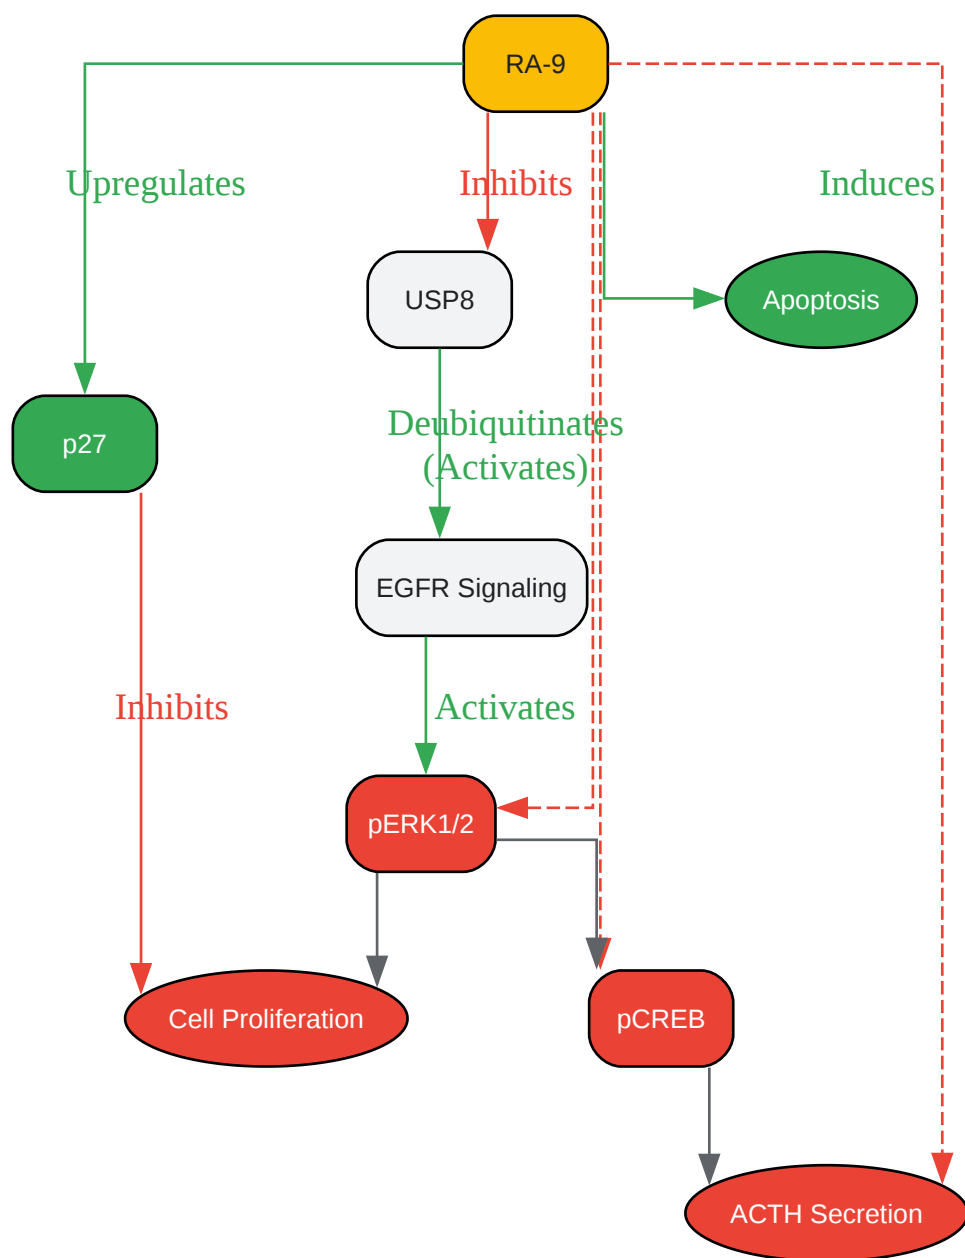 RA-9
Upregulates
Inhibits
Induces
USP8
Apoptosis
Deubiquitinates
(Activates)
p27
EGFR Signaling
Inhibits
Activates
pERK1/2
Cell Proliferation
pCREB
ACTH Secretion